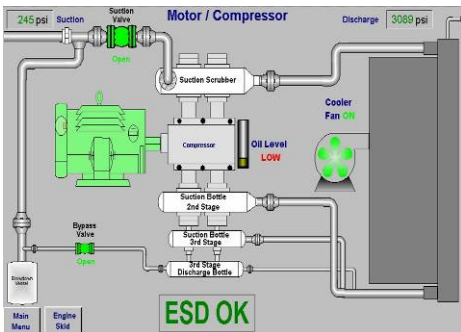 245 psi
Suction
Suction
Valve
Open
Motor / Compressor
Discharge
3089 psi
Suction Scrubber
Cooler
Fan ON
Compressor
Oil Level
LOW
Suction Bottle
2nd Stage
Bypass
Valve
Open
Suction Bottle
3rd Stage
3rd Stage
Discharge Bottle
Main
Menu
Engine
Skid
ESD OK